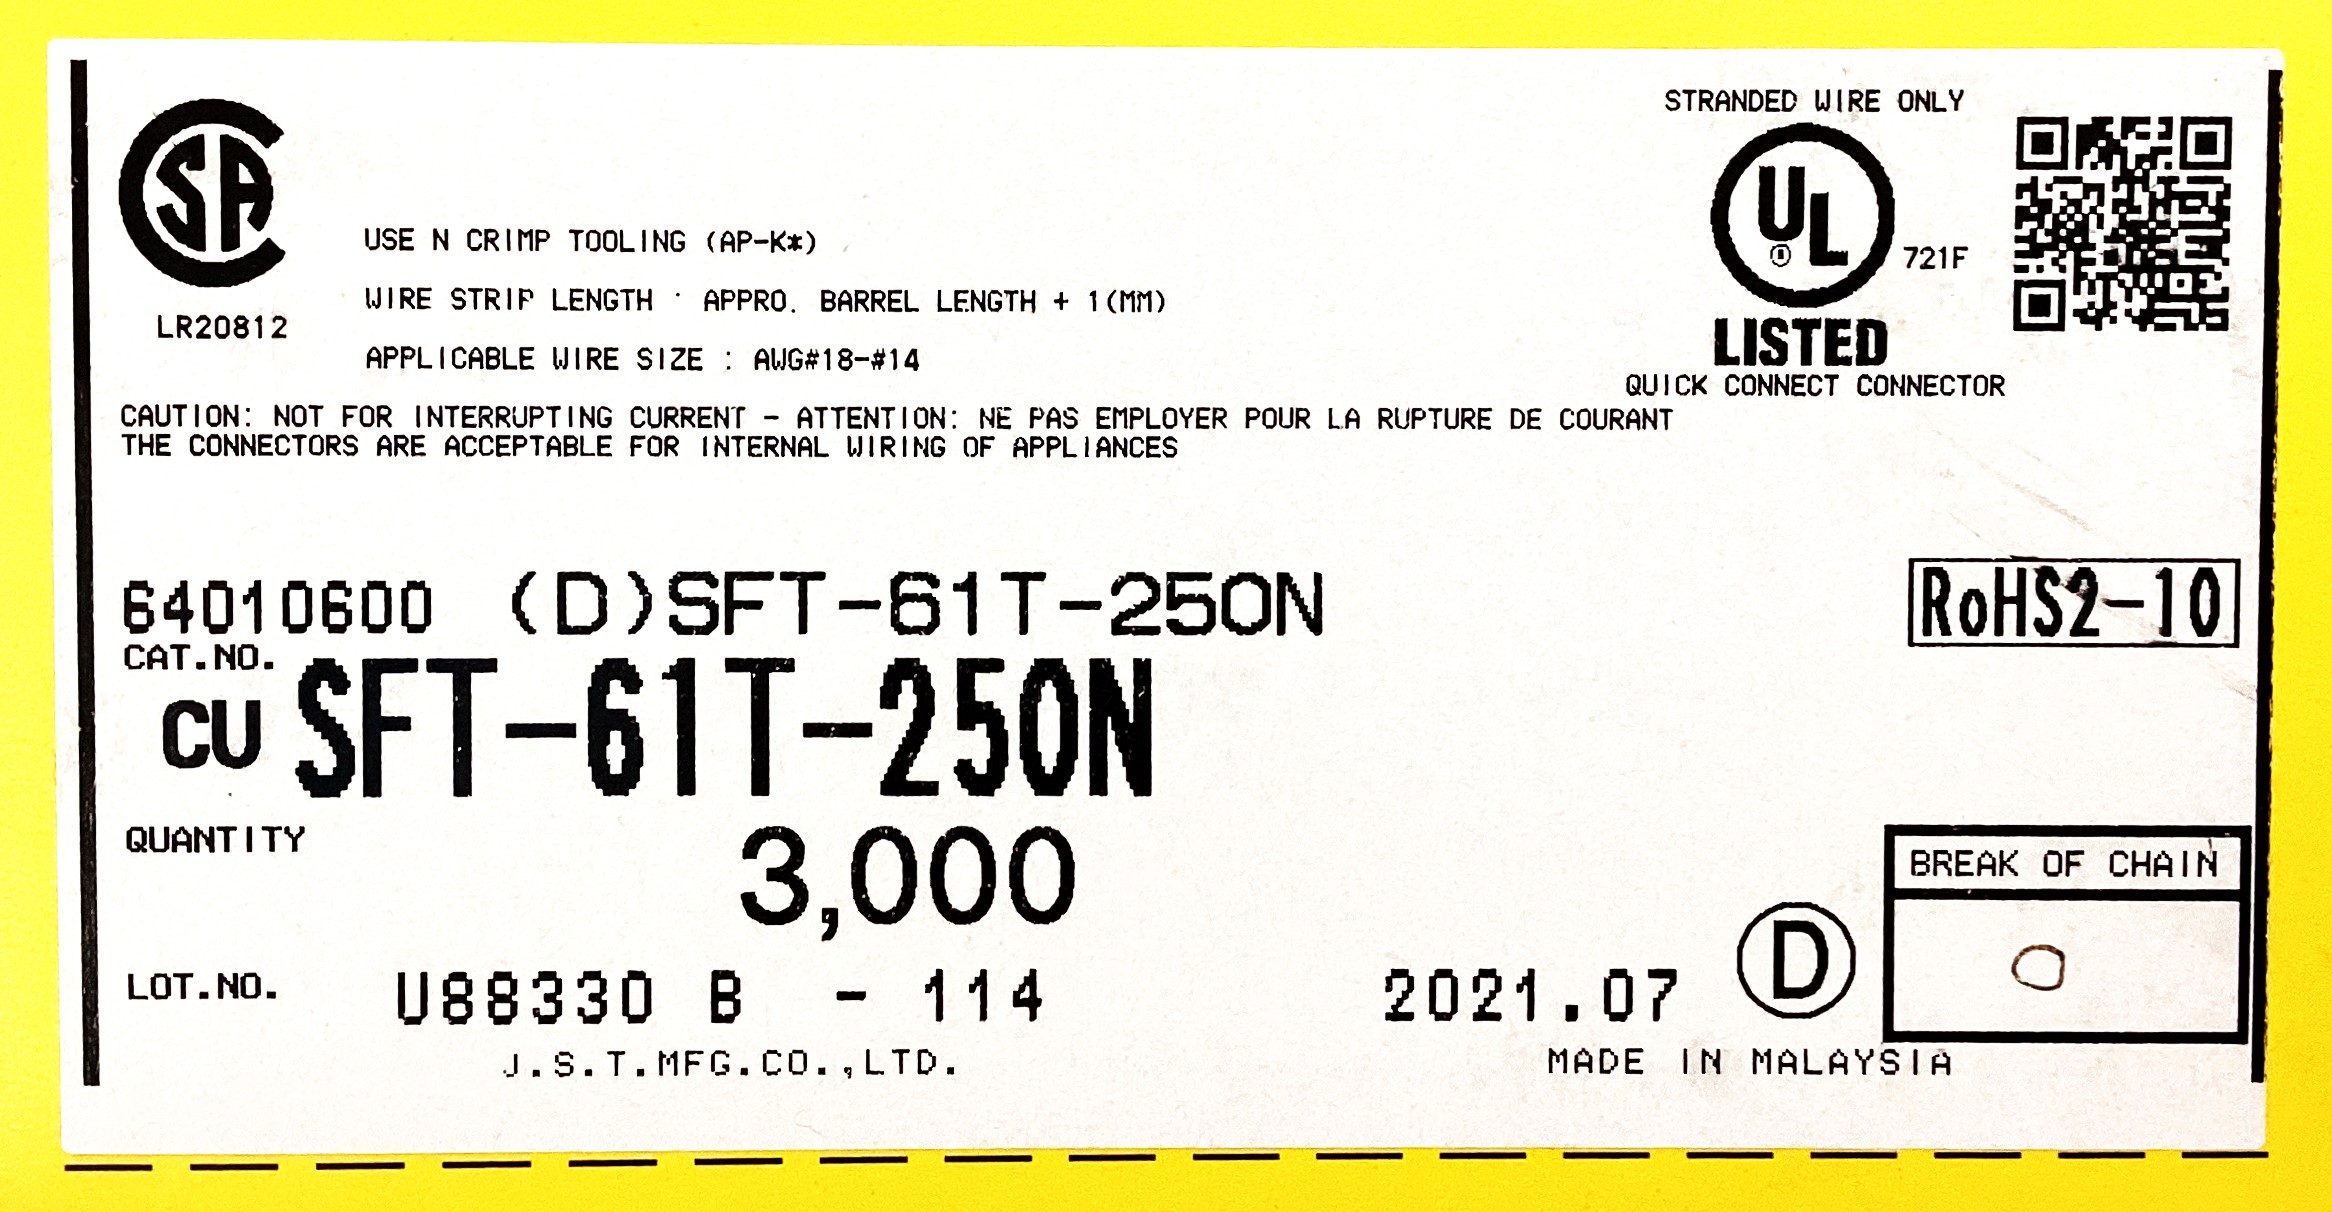 STRANDED WIRE ONLY
CSA
UL
®
721F
LISTED
LR20812
USE N CRIMP TOOLING (AP-K*)
WIRE STRIP LENGTH : APPRO. BARREL LENGTH + 1(MM)
APPLICABLE WIRE SIZE : AWG#18-#14
QUICK CONNECT CONNECTOR
CAUTION: NOT FOR INTERRUPTING CURRENT - ATTENTION: NE PAS EMPLOYER POUR LA RUPTURE DE COURANT
THE CONNECTORS ARE ACCEPTABLE FOR INTERNAL WIRING OF APPLIANCES
64010600 (D)SFT-61T-250N
RoHS2-10
CAT.NO.
CU SFT-61T-250N
QUANTITY 3,000
BREAK OF CHAIN
O
LOT.NO. U88330 B - 114 2021.07 D
J.S.T.MFG.CO.,LTD. MADE IN MALAYSIA